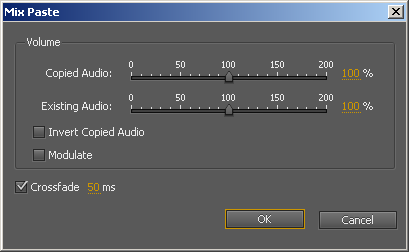 Mix Paste
Volume
0 50 100 150 200
Copied Audio: 100 %
0 50 100 150 200
Existing Audio: 100 %
Invert Copied Audio
Modulate
Crossfade 50 ms
OK Cancel